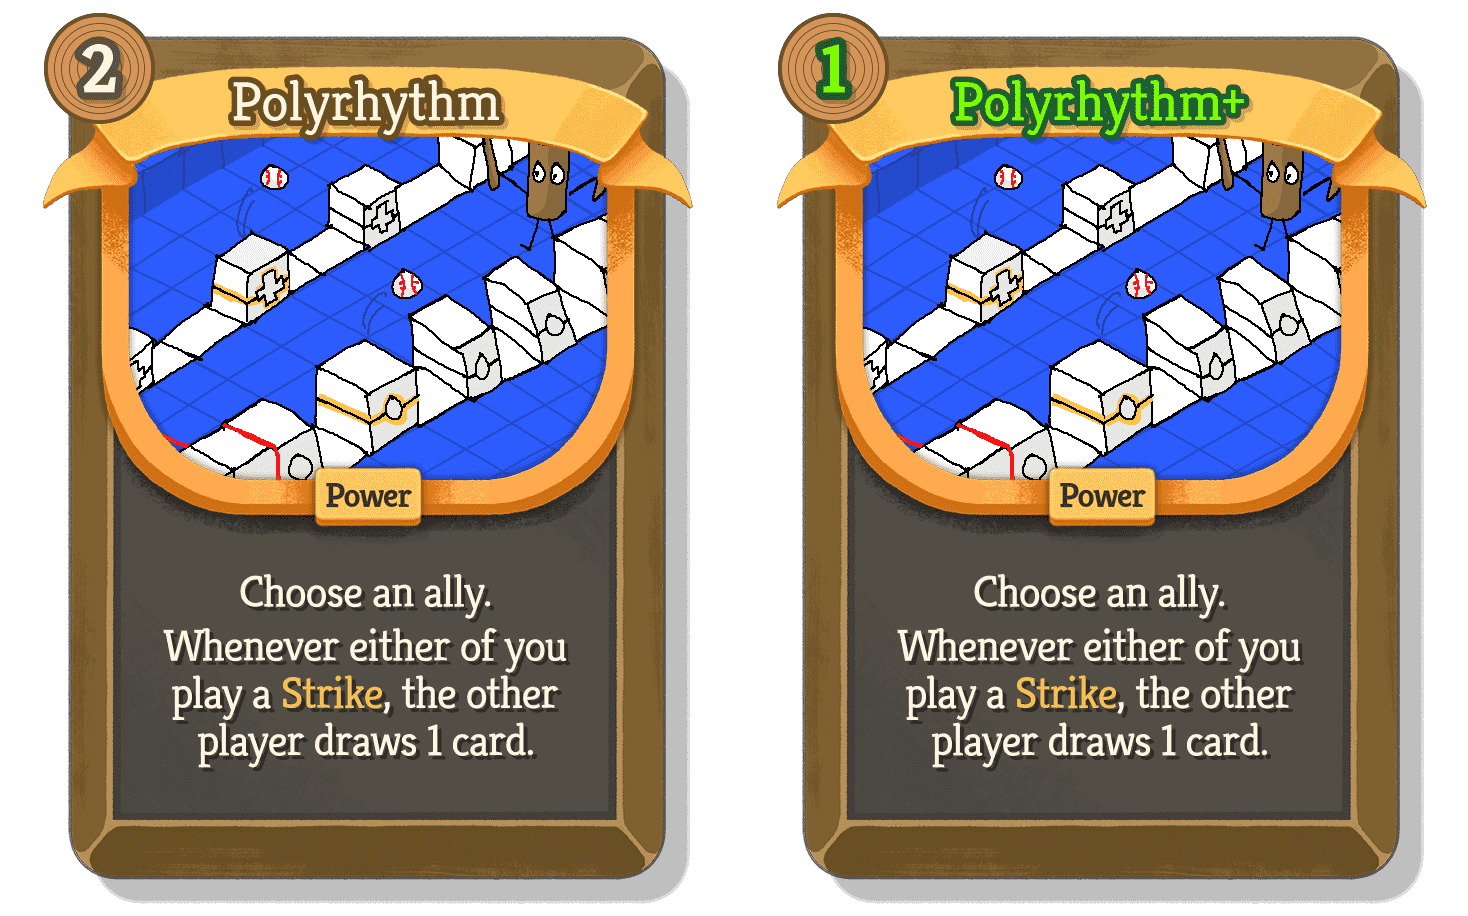 2
Polyrhythm
Power
Choose an ally.
Whenever either of you
play a Strike, the other
player draws 1 card.
1
Polyrhythm+
Power
Choose an ally.
Whenever either of you
play a Strike, the other
player draws 1 card.